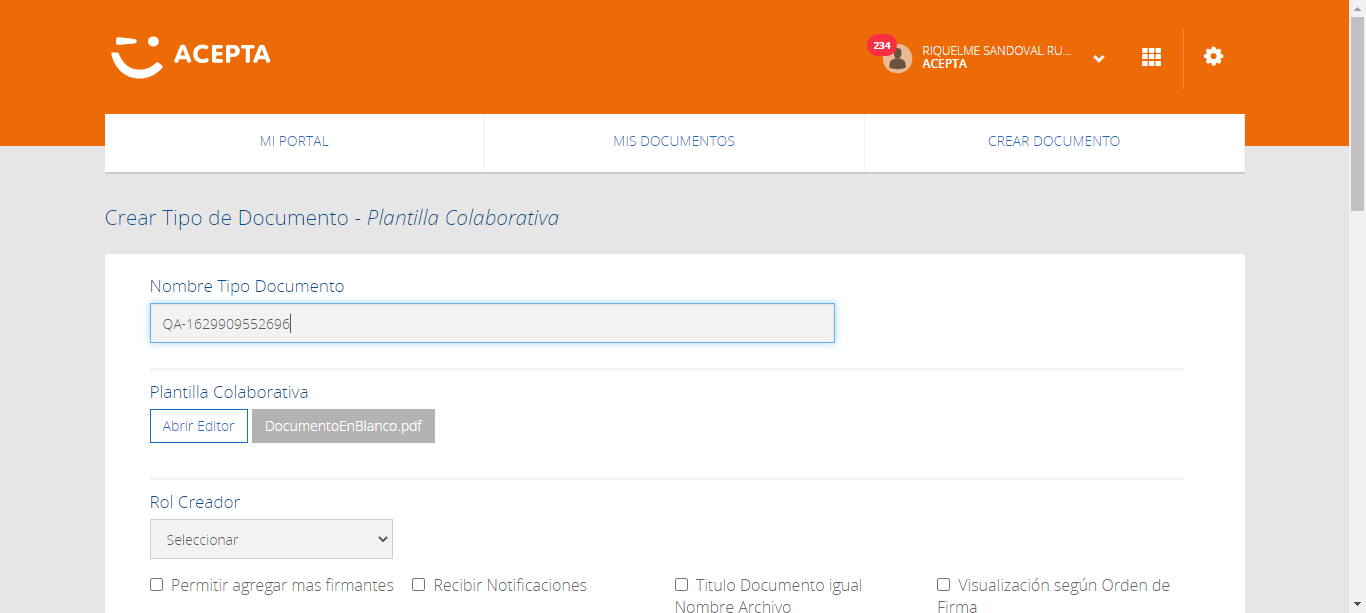 ACEPTA
234
RIQUELME SANDOVAL RU...
ACEPTA
MI PORTAL
MIS DOCUMENTOS
CREAR DOCUMENTO
Crear Tipo de Documento - Plantilla Colaborativa
Nombre Tipo Documento
QA-1629909552696
Plantilla Colaborativa
Abrir Editor
DocumentoEnBlanco.pdf
Rol Creador
Seleccionar
Permitir agregar mas firmantes
Recibir Notificaciones
Titulo Documento igual
Nombre Archivo
Visualización según Orden de
Firma